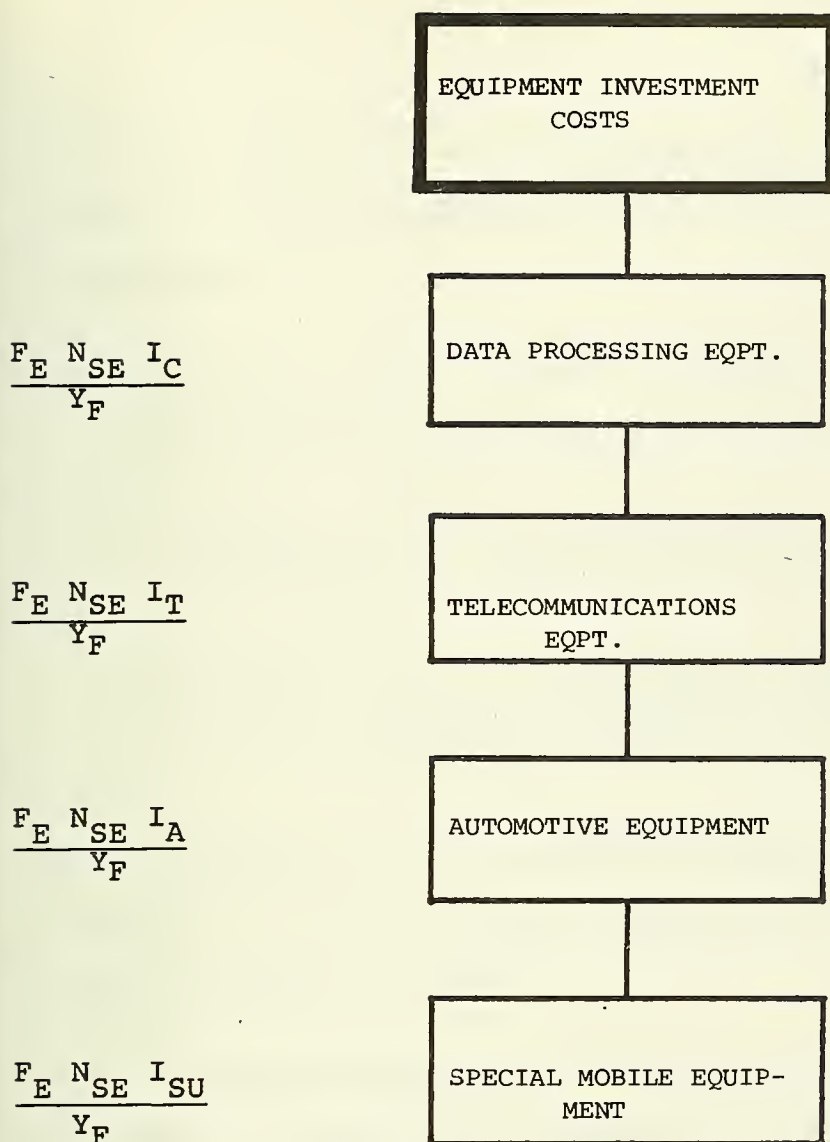 EQUIPMENT INVESTMENT
COSTS
F_E N_SE I_C
Y_F
DATA PROCESSING EQPT.
F_E N_SE I_T
Y_F
TELECOMMUNICATIONS
EQPT.
F_E N_SE I_A
Y_F
AUTOMOTIVE EQUIPMENT
F_E N_SE I_SU
Y_F
SPECIAL MOBILE EQUIP-
MENT